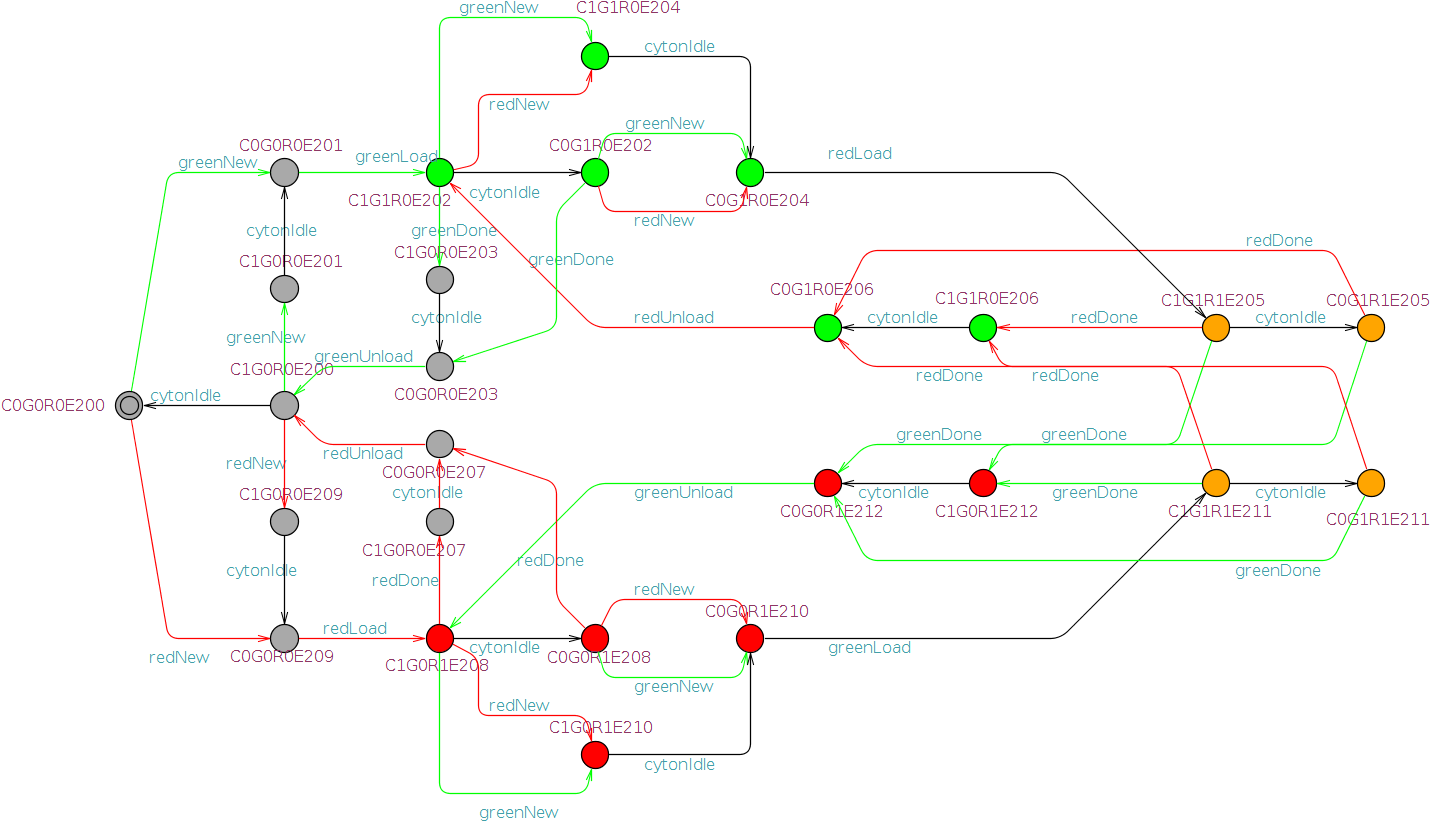 greenNew
C1G1R0E204
cytonIdle
redNew
greenNew
C0G0R0E201
C0G1R0E202
redLoad
greenNew
greenLoad
cytonIdle
C1G1R0E202
C0G1R0E204
redNew
cytonIdle
greenDone
redDone
C1G0R0E203
greenDone
C1G0R0E201
C0G1R0E206
C1G1R0E206
C1G1R1E205
C0G1R1E205
cytonIdle
redUnload
cytonIdle
redDone
cytonIdle
greenNew
greenUnload
C1G0R0E200
redDone
redDone
cytonIdle
C0G0R0E203
C0G0R0E200
greenDone
greenDone
redUnload
redNew
C0G0R0E207
C1G0R0E209
cytonIdle
greenUnload
cytonIdle
greenDone
cytonIdle
C0G0R1E212
C1G0R1E212
C1G1R1E211
C0G1R1E211
C1G0R0E207
redDone
cytonIdle
redDone
greenDone
redNew
C0G0R1E210
redLoad
redNew
C0G0R0E209
C1G0R1E208
cytonIdle
C0G0R1E208
greenLoad
greenNew
redNew
C1G0R1E210
cytonIdle
greenNew